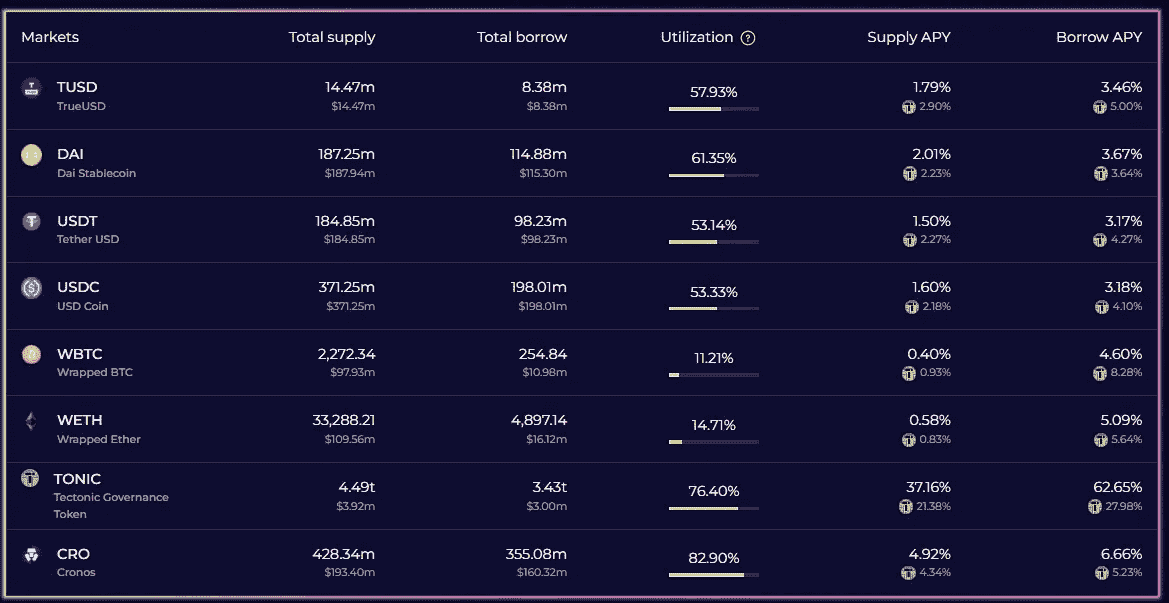 Markets Total supply Total borrow Utilization ? Supply APY Borrow APY
TUSD 14.47m 8.38m 57.93% 1.79% 3.46%
TrueUSD $14.47m $8.38m 2.90% 5.00%
DAI 187.25m 114.88m 61.35% 2.01% 3.67%
Dai Stablecoin $187.94m $115.30m 2.23% 3.64%
USDT 184.85m 98.23m 53.14% 1.50% 3.17%
Tether USD $184.85m $98.23m 2.27% 4.27%
USDC 371.25m 198.01m 53.33% 1.60% 3.18%
USD Coin $371.25m $198.01m 2.18% 4.10%
WBTC 2,272.34 254.84 11.21% 0.40% 4.60%
Wrapped BTC $97.93m $10.98m 0.93% 8.28%
WETH 33,288.21 4,897.14 14.71% 0.58% 5.09%
Wrapped Ether $109.56m $16.12m 0.83% 5.64%
TONIC 4.49t 3.43t 76.40% 37.16% 62.65%
Tectonic Governance $3.92m $3.00m 21.38% 27.98%
Token
CRO 428.34m 355.08m 82.90% 4.92% 6.66%
Cronos $193.40m $160.32m 4.34% 5.23%